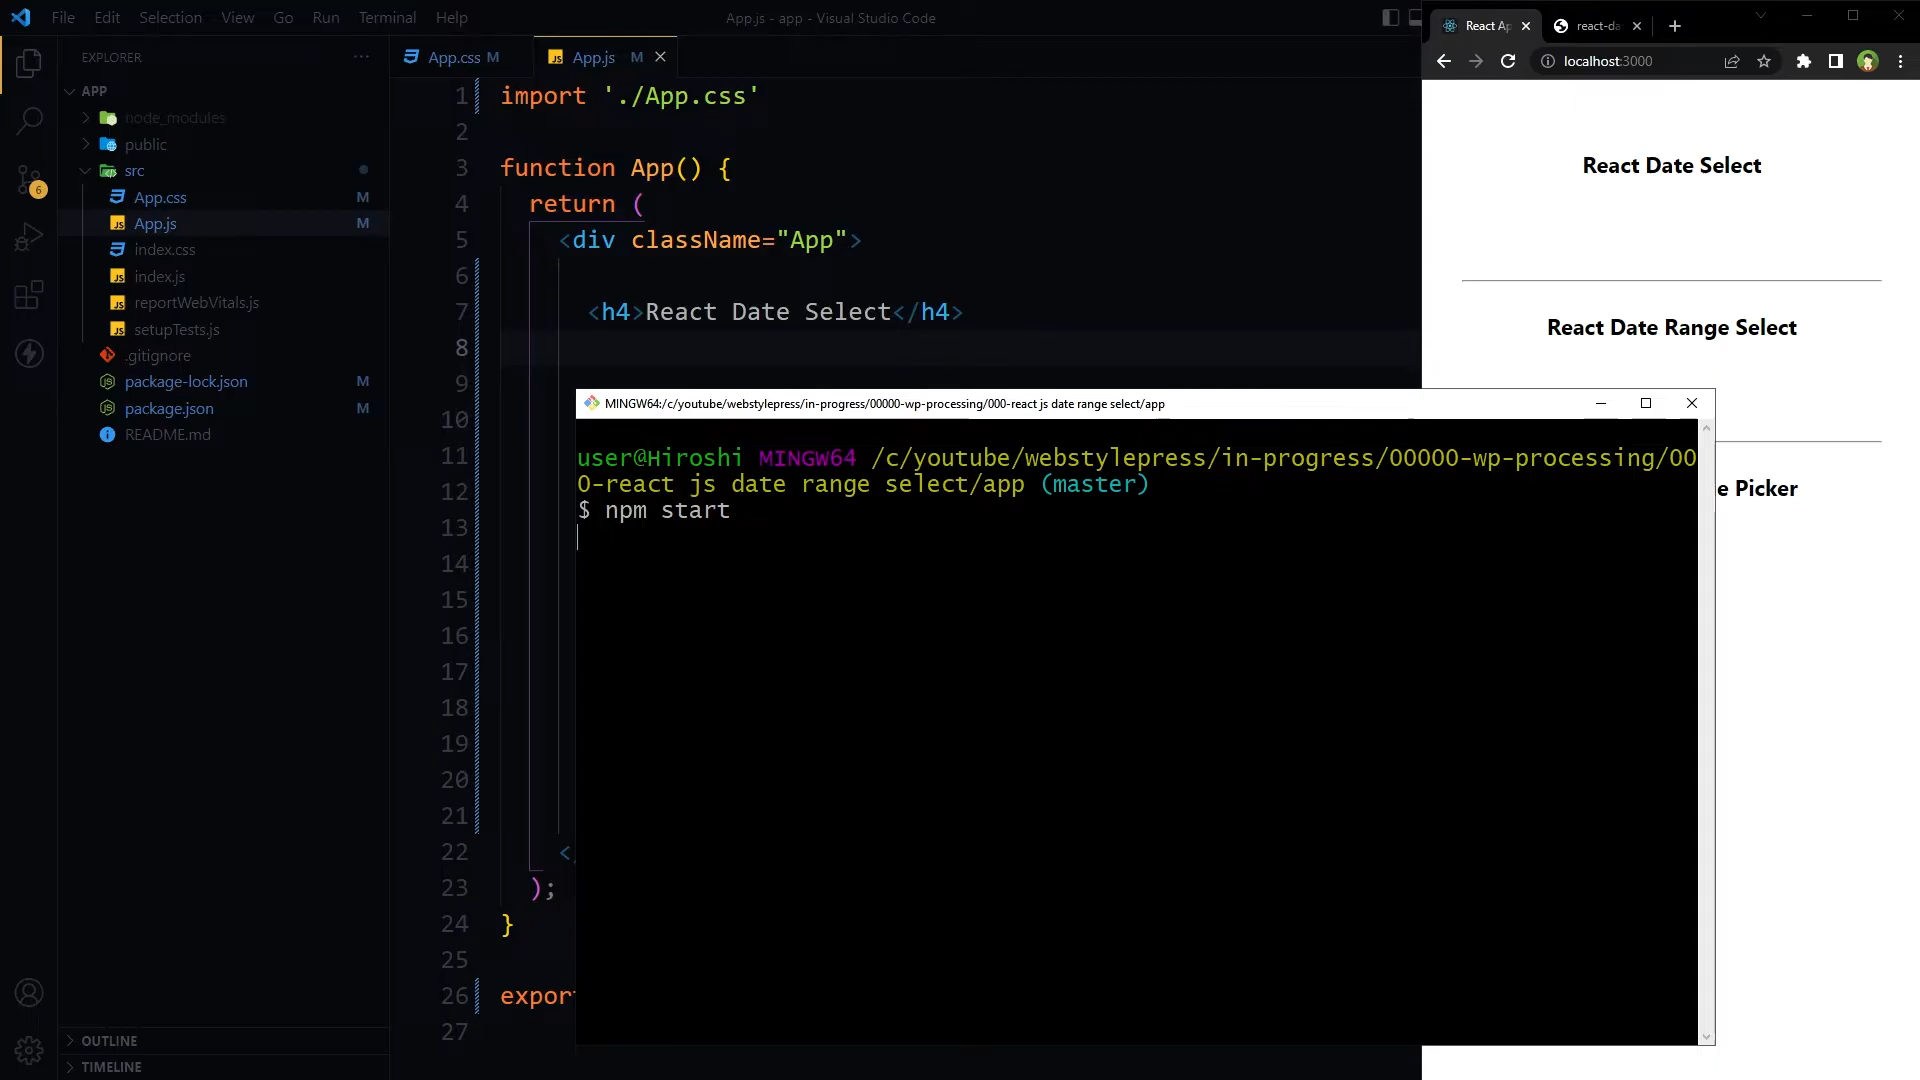 File Edit Selection View Go Run Terminal Help
App.js - app - Visual Studio Code
EXPLORER
APP
node_modules
public
src
App.css M
App.js M
index.css
index.js
reportWebVitals.js
setupTests.js
.gitignore
package-lock.json M
package.json M
README.md
OUTLINE
TIMELINE
6
App.css M
App.js M
1 import './App.css'
2
3 function App() {
4 return (
5 <div className="App">
6
7 <h4>React Date Select</h4>
8
9
10
11
12
13
14
15
16
17
18
19
20
21
22 <
23 );
24 }
25
26 export
27
MINGW64:/c/youtube/webstylepress/in-progress/00000-wp-processing/000-react js date range select/app
user@Hiroshi MINGW64 /c/youtube/webstylepress/in-progress/00000-wp-processing/00
0-react js date range select/app (master)
$ npm start
React Ap
react-da
localhost:3000
React Date Select
React Date Range Select
e Picker